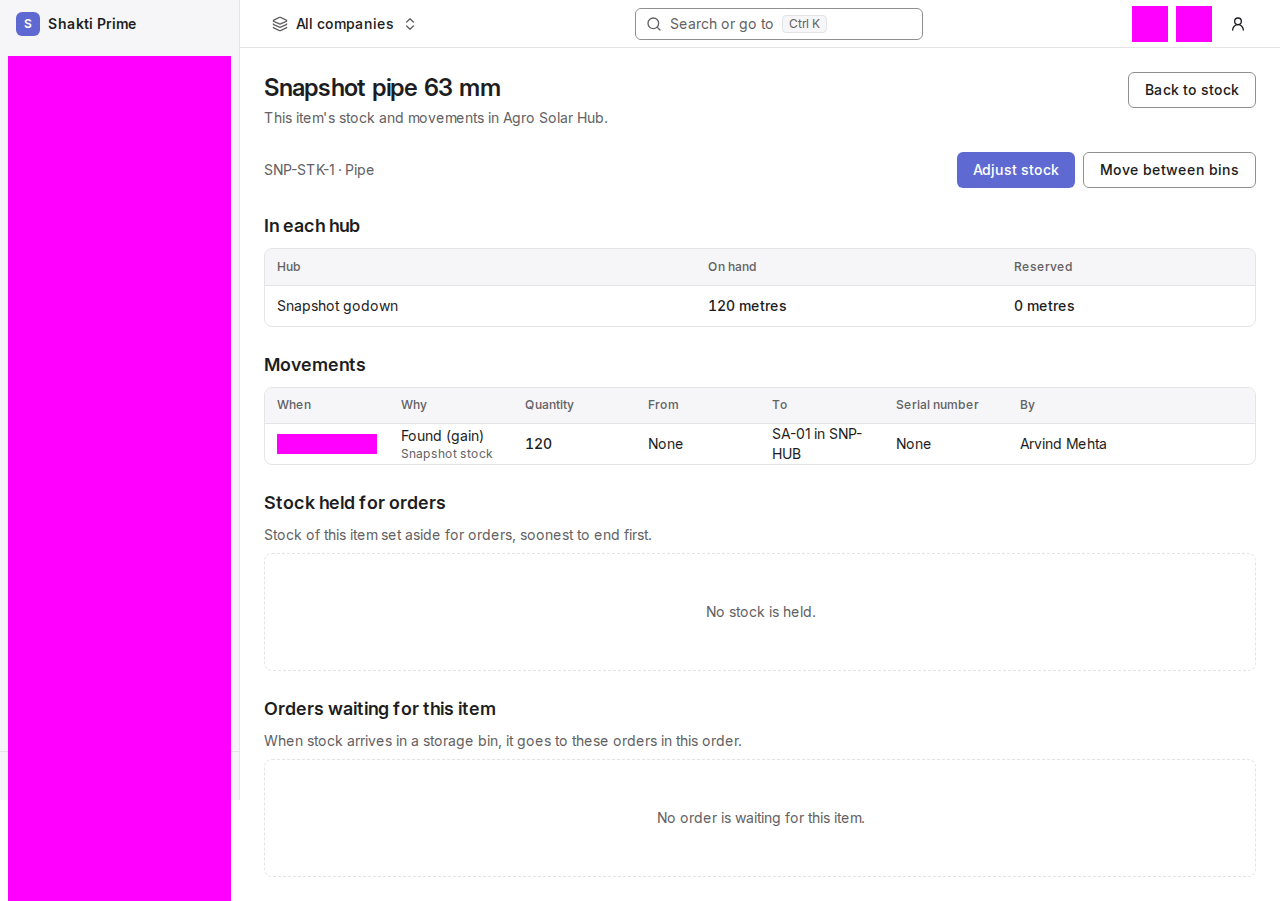 S Shakti Prime
All companies
Search or go to Ctrl K
Snapshot pipe 63 mm
Back to stock
This item's stock and movements in Agro Solar Hub.
SNP-STK-1 · Pipe
Adjust stock
Move between bins
In each hub
Hub On hand Reserved
Snapshot godown 120 metres 0 metres
Movements
When Why Quantity From To Serial number By
Found (gain)
Snapshot stock
120
None
SA-01 in SNP-
HUB
None
Arvind Mehta
Stock held for orders
Stock of this item set aside for orders, soonest to end first.
No stock is held.
Orders waiting for this item
When stock arrives in a storage bin, it goes to these orders in this order.
No order is waiting for this item.